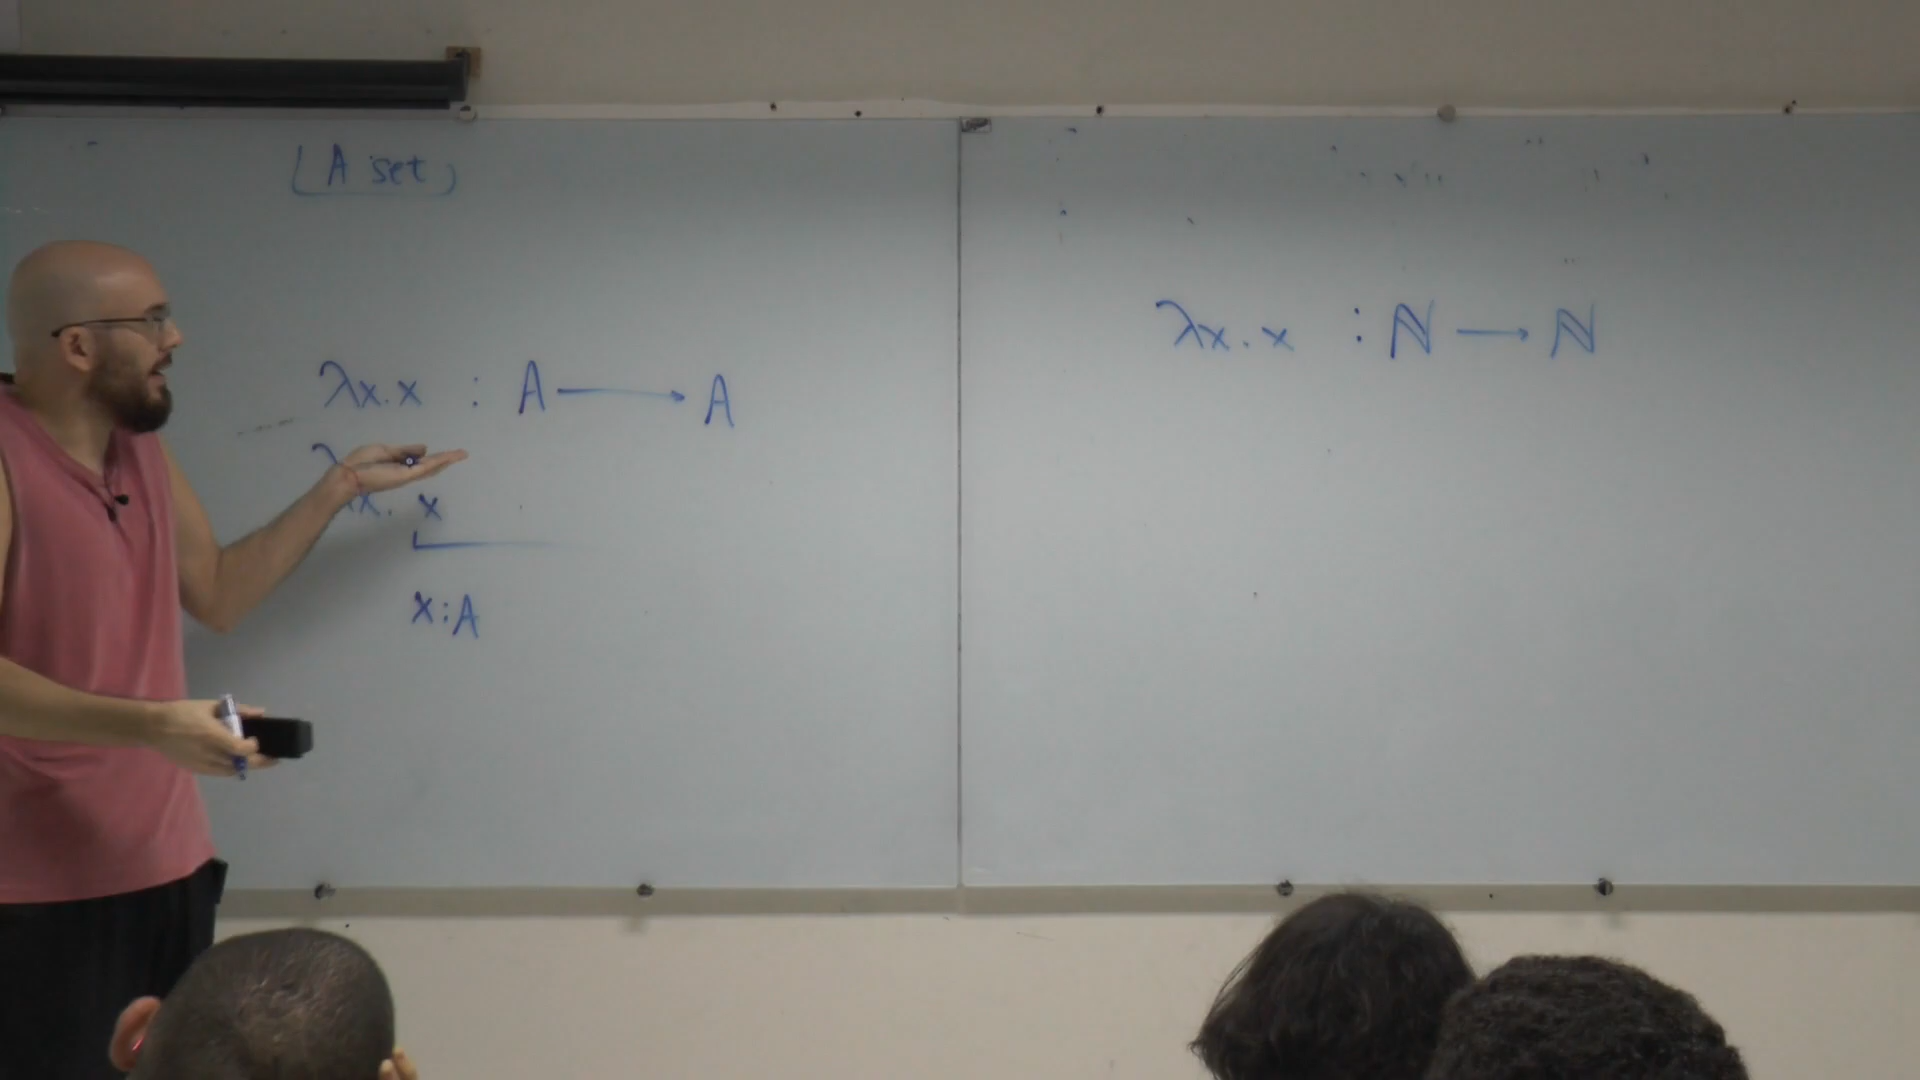 A set
λx.x : A → A
λ
λx. x
x:A
λx.x : ℕ → ℕ